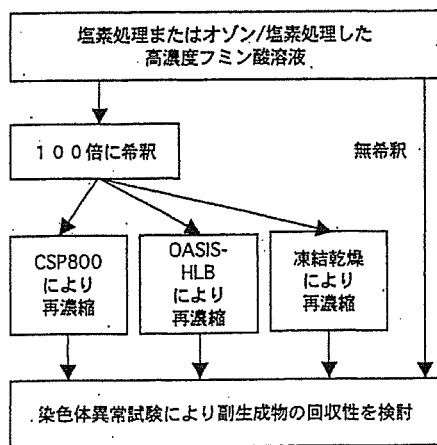 塩素処理またはオゾン/塩素処理した
高濃度フミン酸溶液
１００倍に希釈
無希釈
CSP800
により
再濃縮
OASIS-
HLB
により
再濃縮
凍結乾燥
により
再濃縮
染色体異常試験により副生成物の回収性を検討